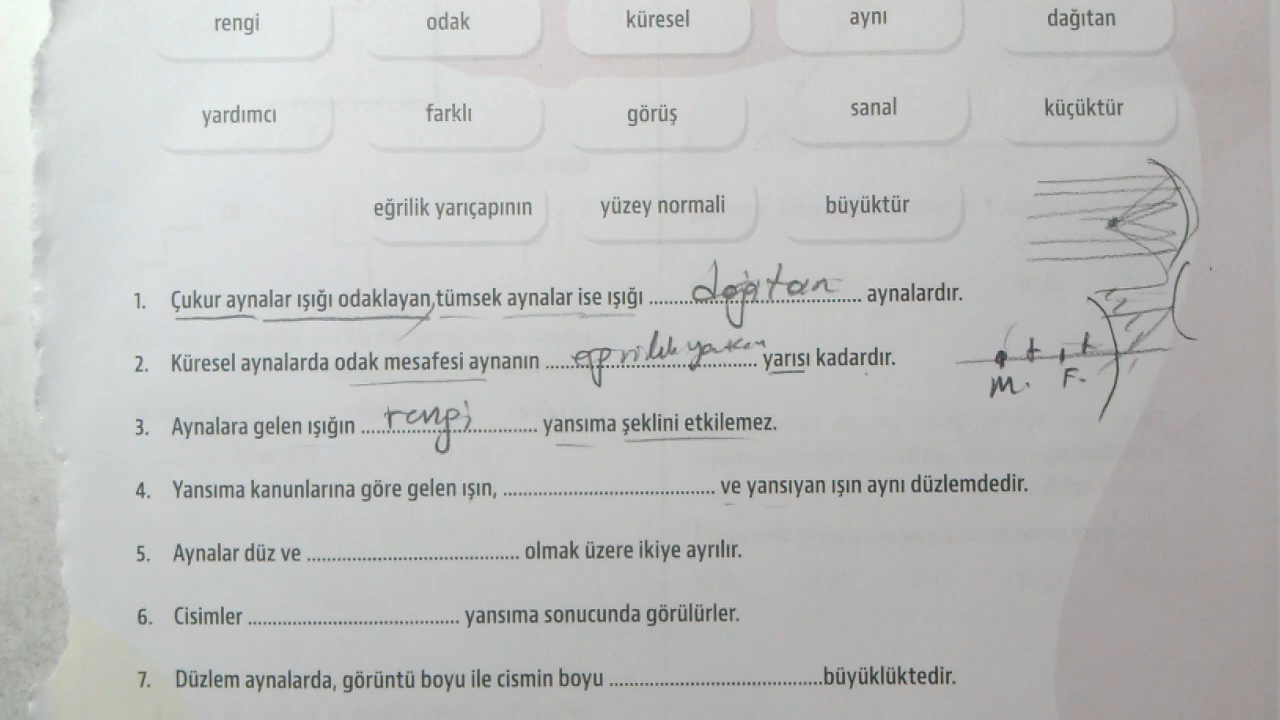 rengi odak küresel aynı dağıtan
yardımcı farklı görüş sanal küçüktür
eğrilik yarıçapının yüzey normali büyüktür
1. Çukur aynalar ışığı odaklayan, tümsek aynalar ise ışığı ........dağıtan........ aynalardır.
2. Küresel aynalarda odak mesafesi aynanın ........eğrilik ........ yarısı kadardır.
3. Aynalara gelen ışığın ........rengi........ yansıma şeklini etkilemez.
M. F.
4. Yansıma kanunlarına göre gelen ışın, ........................................ ve yansıyan ışın aynı düzlemdedir.
5. Aynalar düz ve ........................................ olmak üzere ikiye ayrılır.
6. Cisimler ........................................ yansıma sonucunda görülürler.
7. Düzlem aynalarda, görüntü boyu ile cismin boyu ........................................büyüklüktedir.